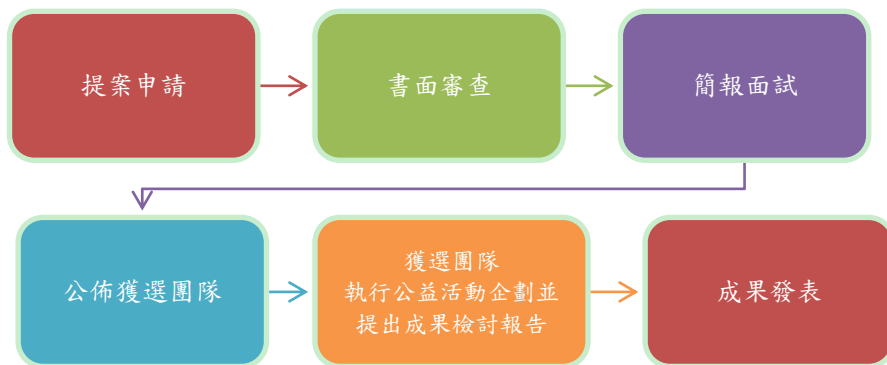 提案申請
書面審查
簡報面試
公佈獲選團隊
獲選團隊
執行公益活動企劃並
提出成果檢討報告
成果發表